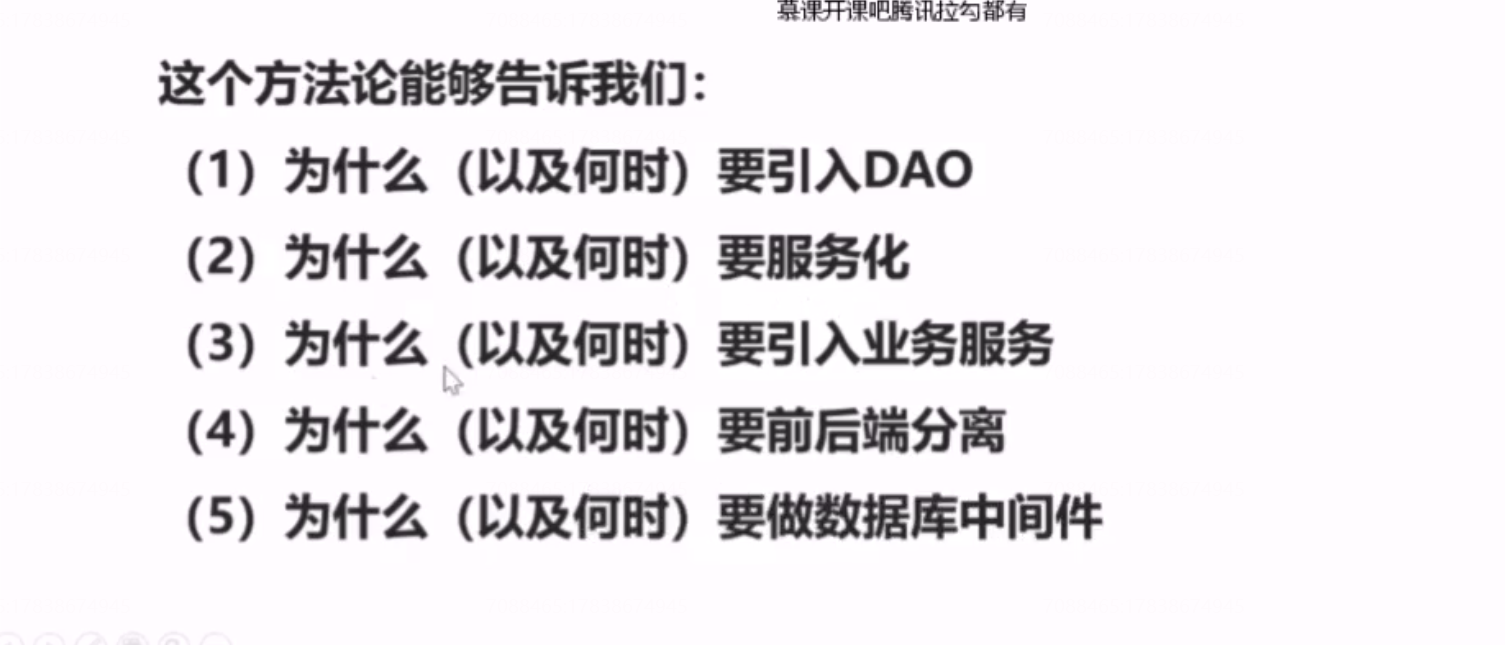 慕课开课吧腾讯拉勾都有
这个方法论能够告诉我们：
（1）为什么（以及何时）要引入DAO
（2）为什么（以及何时）要服务化
（3）为什么（以及何时）要引入业务服务
（4）为什么（以及何时）要前后端分离
（5）为什么（以及何时）要做数据库中间件